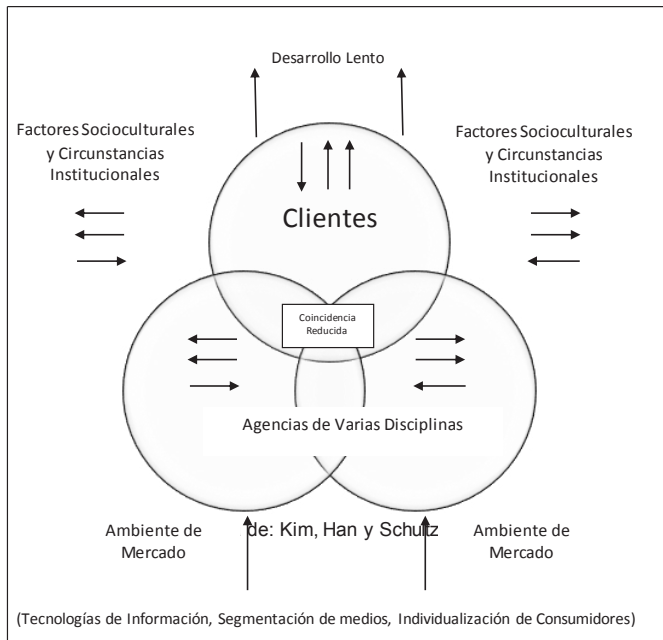 Desarrollo Lento
Factores Socioculturales
y Circunstancias
Institucionales
Factores Socioculturales
y Circunstancias
Institucionales
Clientes
Coincidencia
Reducida
Agencias de Varias Disciplinas
Ambiente de
Mercado
de: Kim, Han y Schultz
Ambiente de
Mercado
(Tecnologías de Información, Segmentación de medios, Individualización de Consumidores)